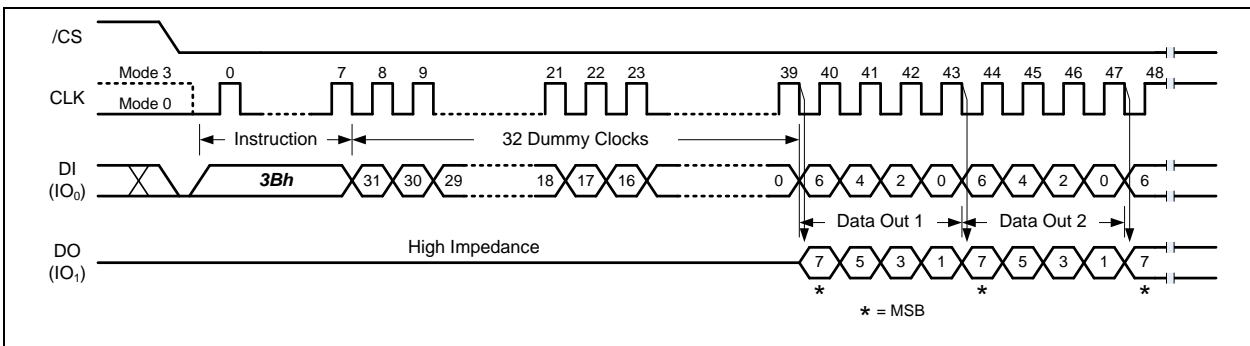 /CS
Mode 3 0 7 8 9 21 22 23 39 40 41 42 43 44 45 46 47 48
CLK
Mode 0
Instruction 32 Dummy Clocks
DI
(IO0)
3Bh 31 30 29 18 17 16 0 6 4 2 0 6 4 2 0 6
Data Out 1 Data Out 2
High Impedance
DO
(IO1)
7 5 3 1 7 5 3 1 7
* * *
* = MSB